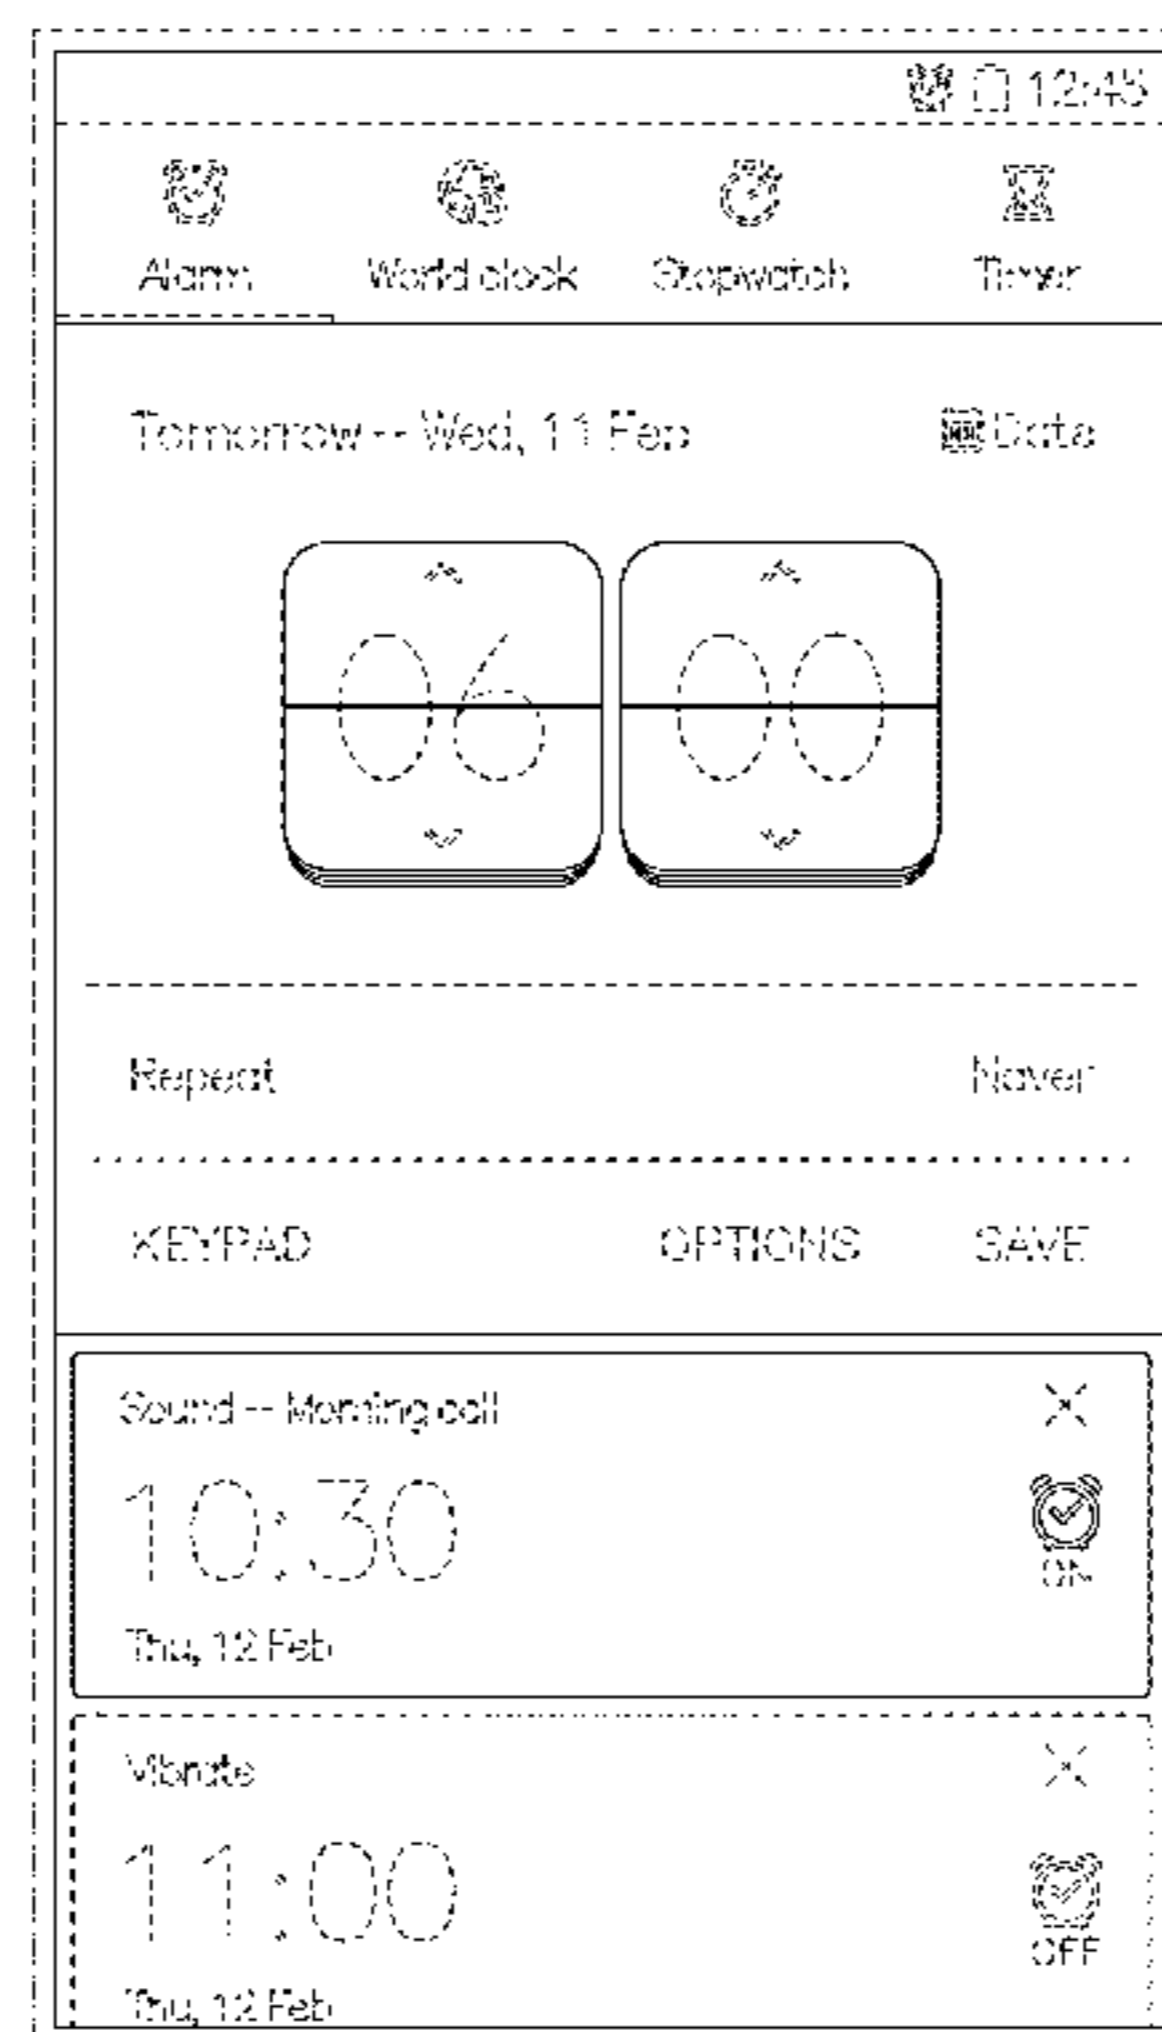 12:45
Alarm World clock Stopwatch Timer
Tomorrow -- Wed, 11 Feb Date
06 00
Repeat Never
KEYPAD OPTIONS SAVE
Sound -- Morning call
10:30
ON
Thu, 12 Feb
Vibrate
11:00
OFF
Thu, 12 Feb